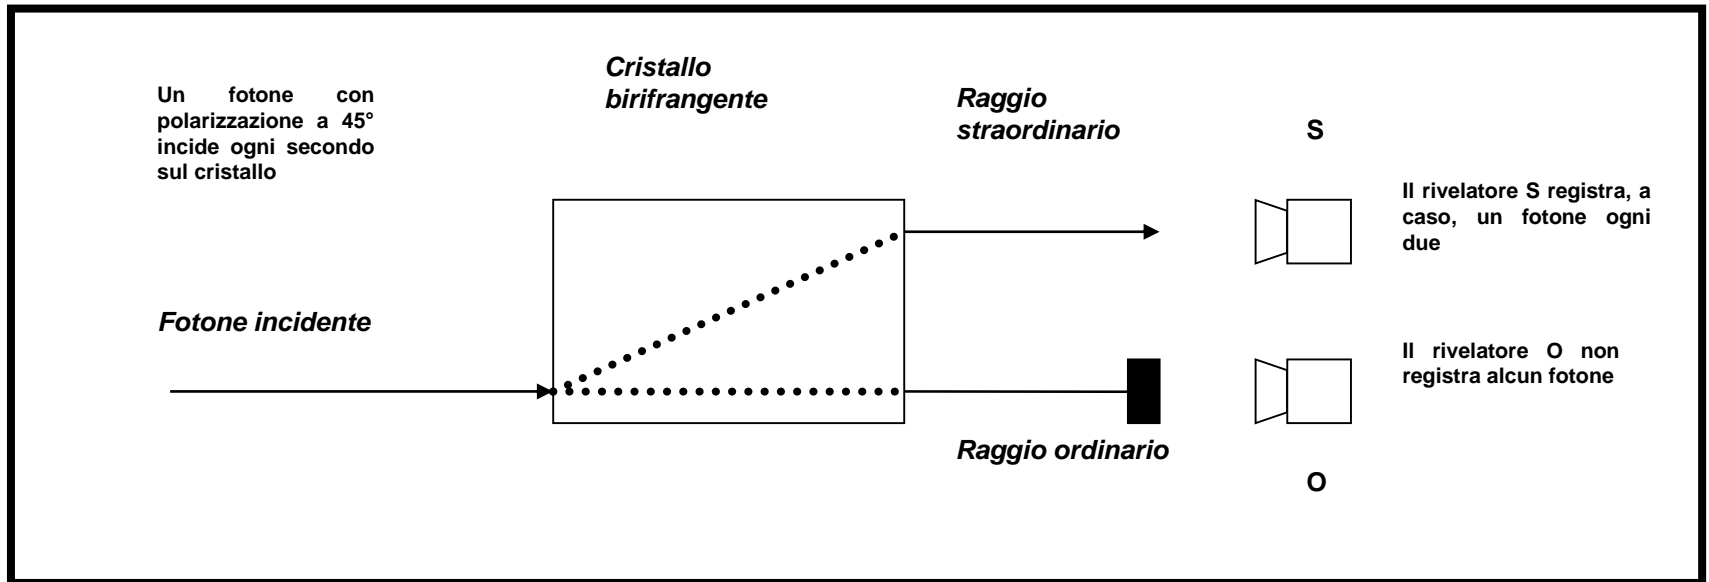 Un fotone con
polarizzazione a 45°
incide ogni secondo
sul cristallo
Cristallo
birifrangente
Raggio
straordinario
S
Il rivelatore S registra, a
caso, un fotone ogni
due
Fotone incidente
Il rivelatore O non
registra alcun fotone
Raggio ordinario
O